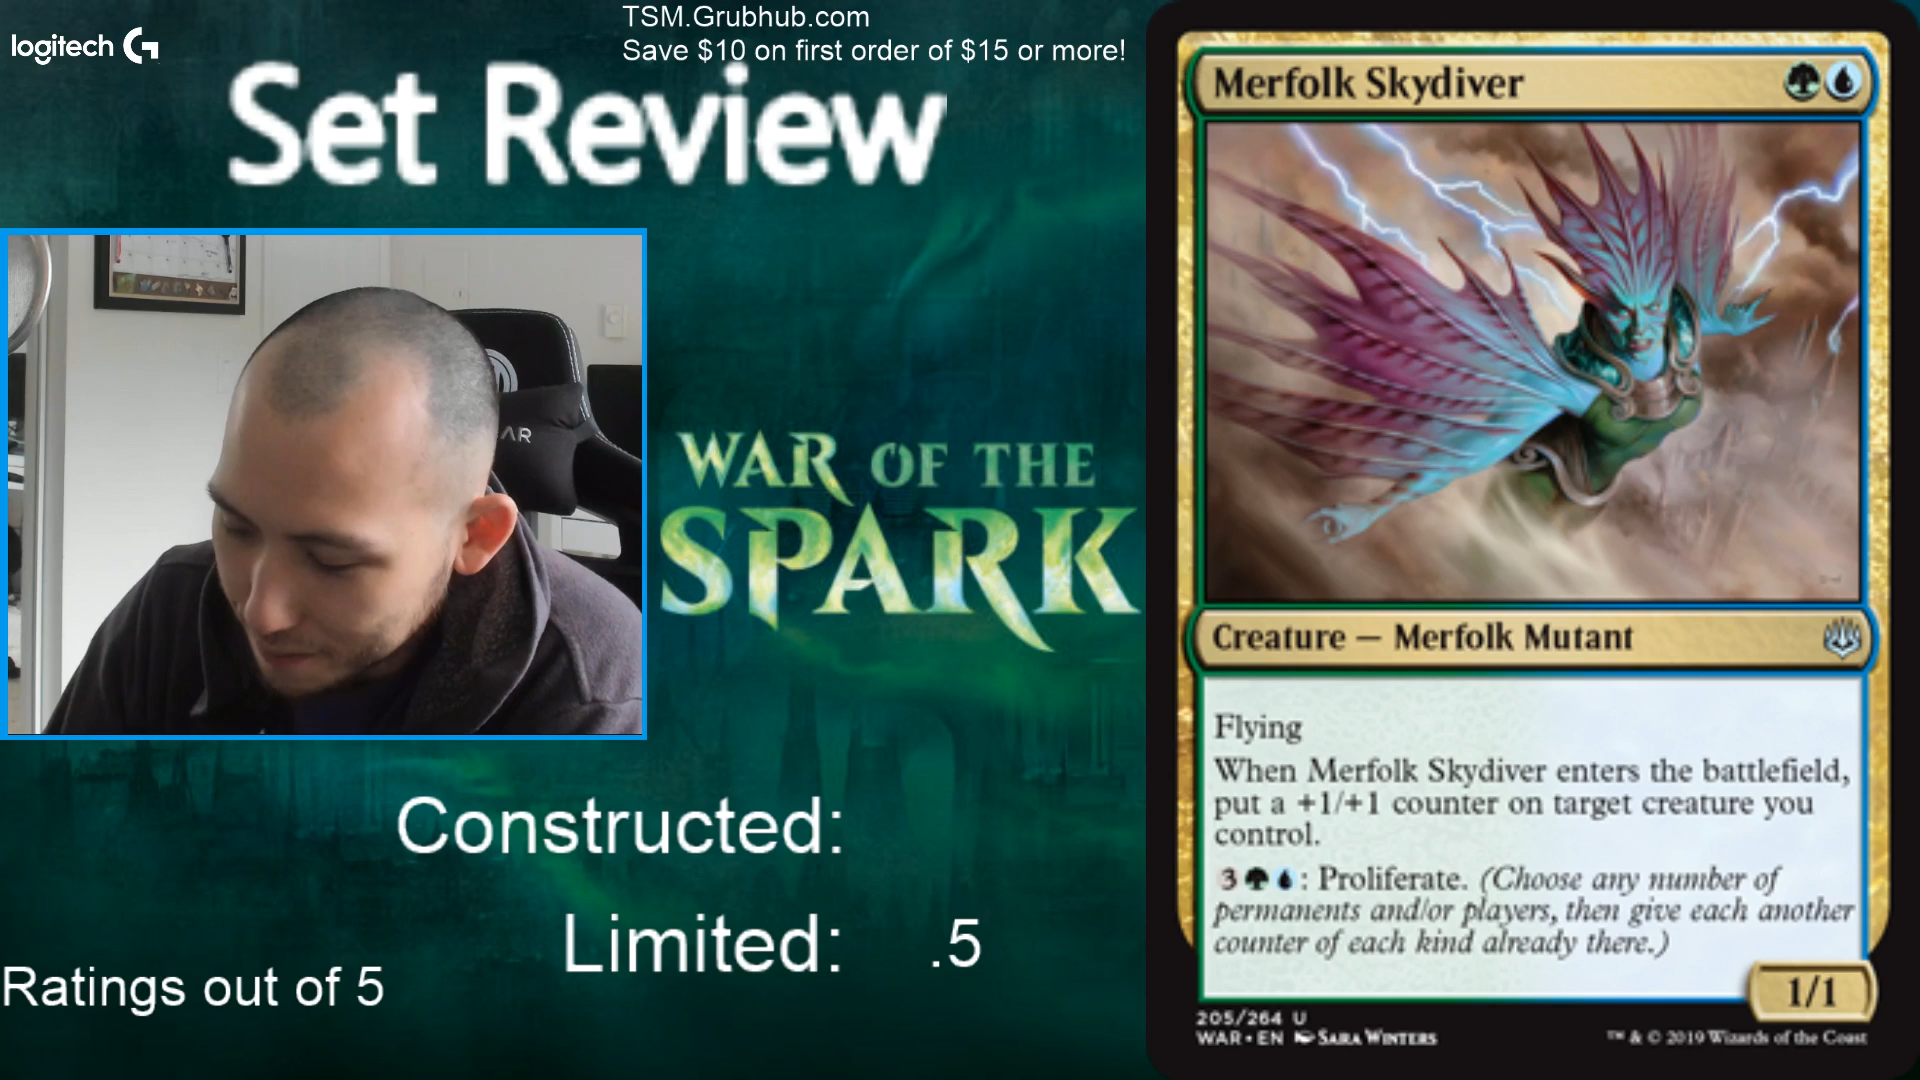 logitech G
TSM.Grubhub.com
Save $10 on first order of $15 or more!
Set Review
WAR OF THE
SPARK
Constructed:
Limited: .5
Ratings out of 5
Merfolk Skydiver
Creature — Merfolk Mutant
Flying
When Merfolk Skydiver enters the battlefield,
put a +1/+1 counter on target creature you
control.
3: Proliferate. (Choose any number of
permanents and/or players, then give each another
counter of each kind already there.)
1/1
205/264 U
WAR • EN SARA WINTERS
™ & © 2019 Wizards of the Coast